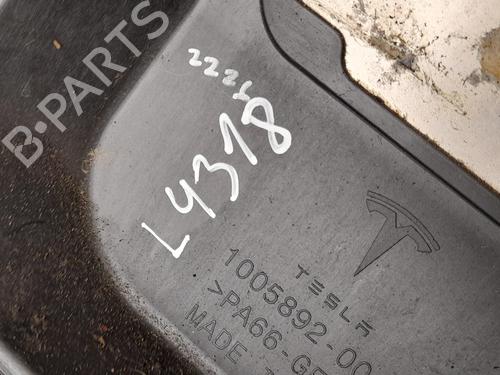 B-PARTS
2226
L4318
TESLA
1005892-00
>PA66-GF
MADE